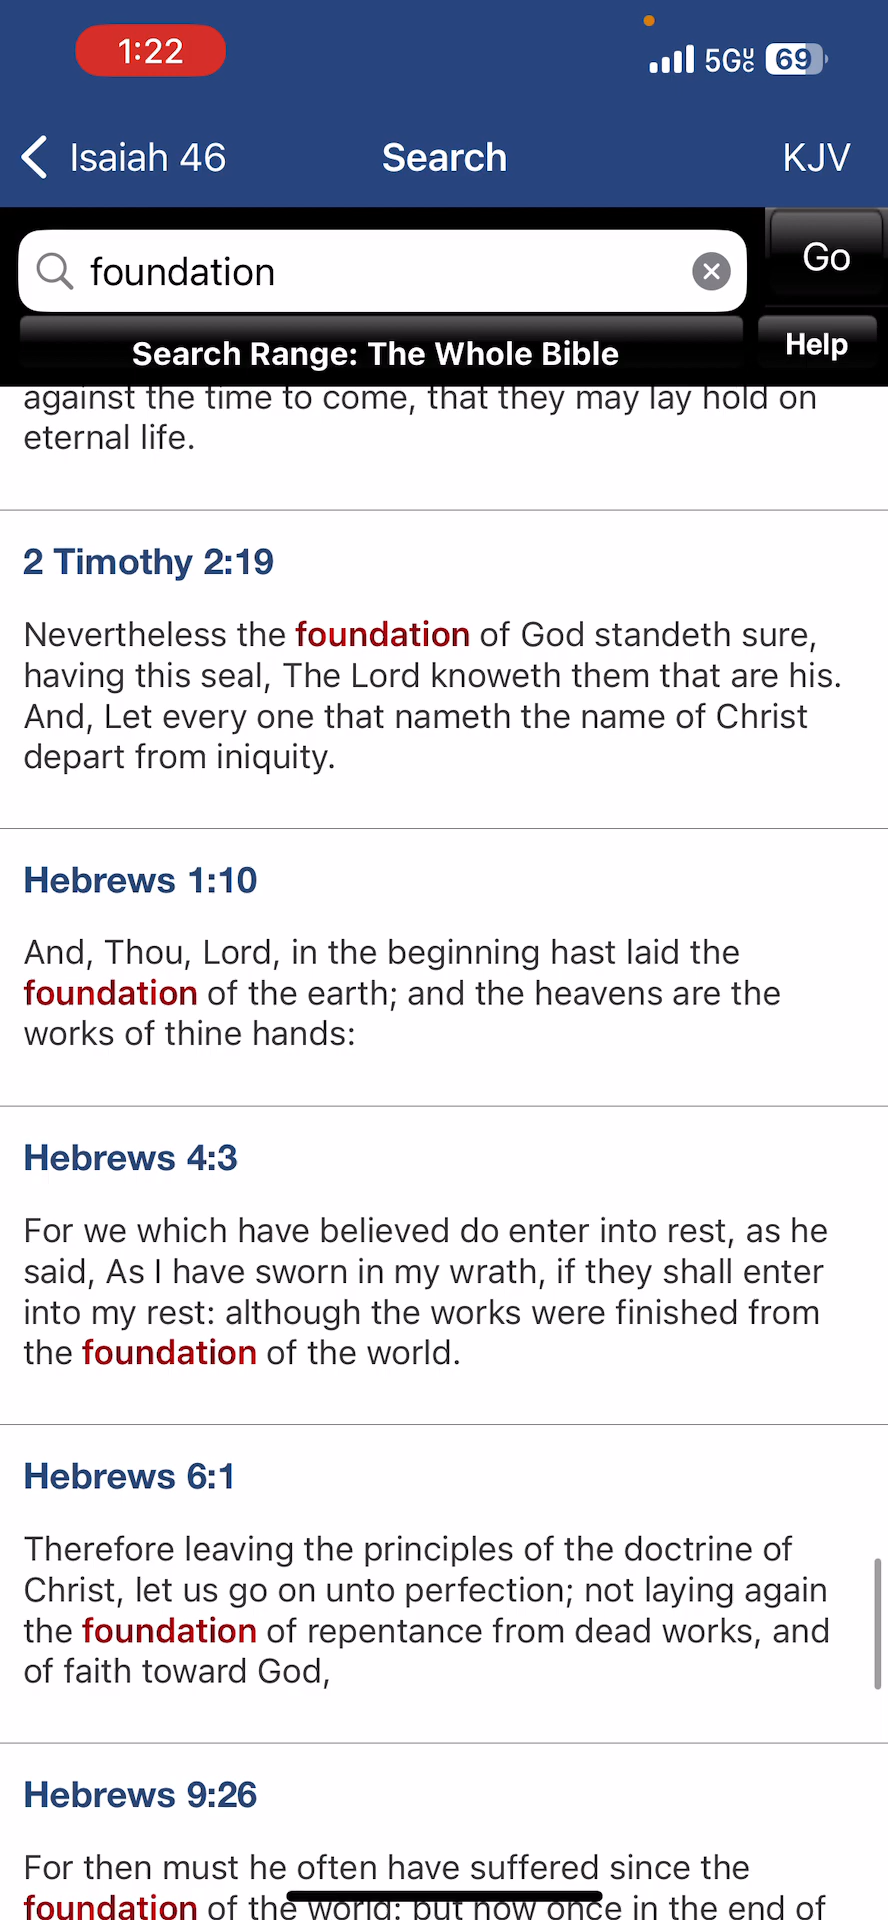 1:22
5GUC 69
Isaiah 46 Search KJV
foundation
Go
Search Range: The Whole Bible
Help
against the time to come, that they may lay hold on
eternal life.
2 Timothy 2:19
Nevertheless the foundation of God standeth sure,
having this seal, The Lord knoweth them that are his.
And, Let every one that nameth the name of Christ
depart from iniquity.
Hebrews 1:10
And, Thou, Lord, in the beginning hast laid the
foundation of the earth; and the heavens are the
works of thine hands:
Hebrews 4:3
For we which have believed do enter into rest, as he
said, As I have sworn in my wrath, if they shall enter
into my rest: although the works were finished from
the foundation of the world.
Hebrews 6:1
Therefore leaving the principles of the doctrine of
Christ, let us go on unto perfection; not laying again
the foundation of repentance from dead works, and
of faith toward God,
Hebrews 9:26
For then must he often have suffered since the
foundation of the world: but now once in the end of